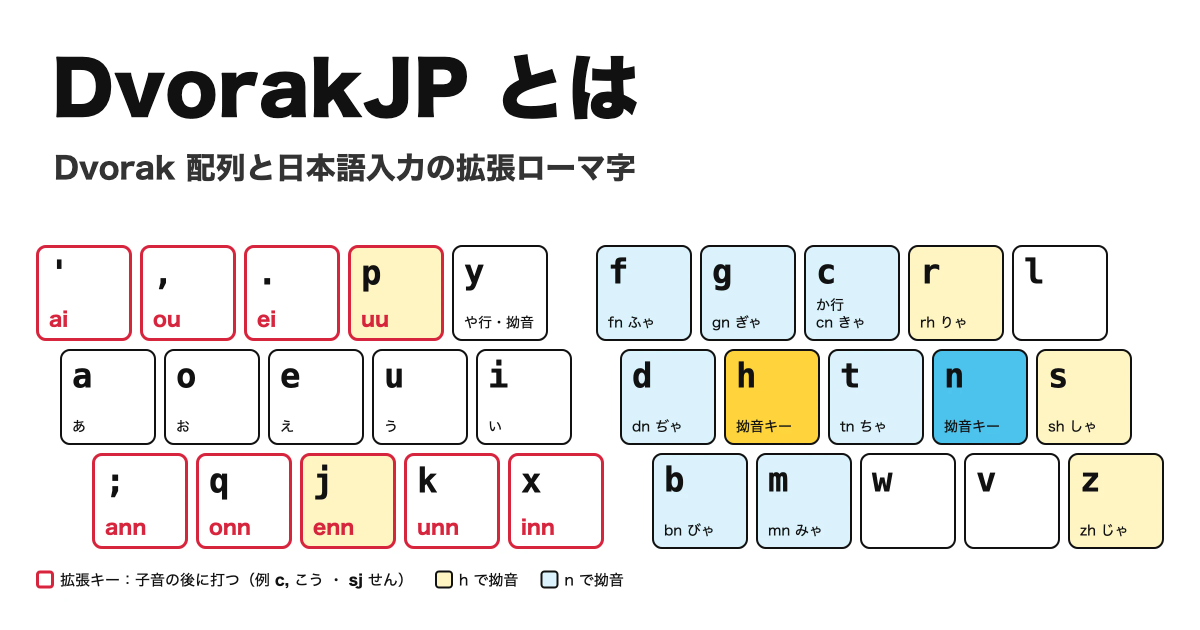 DvorakJP とは
Dvorak 配列と日本語入力の拡張ローマ字
' , . p y f g c r l
ai ou ei uu や行・拗音 fn ふゃ gn ぎゃ か行 cn きゃ rh りゃ
a o e u i d h t n s
あ お え う い dn ぢゃ 拗音キー tn ちゃ 拗音キー sh しゃ
; q j k x b m w v z
ann onn enn unn inn bn びゃ mn みゃ zh じゃ
拡張キー：子音の後に打つ（例 c, こう ・ sj せん） h で拗音 n で拗音